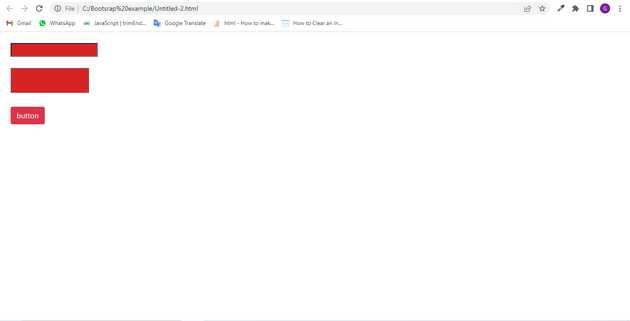 File | C:/Bootsrap%20example/Untitled-2.html
Gmail WhatsApp JavaScript | trimEnd... Google Translate html - How to mak... How to Clear an In...
G
button